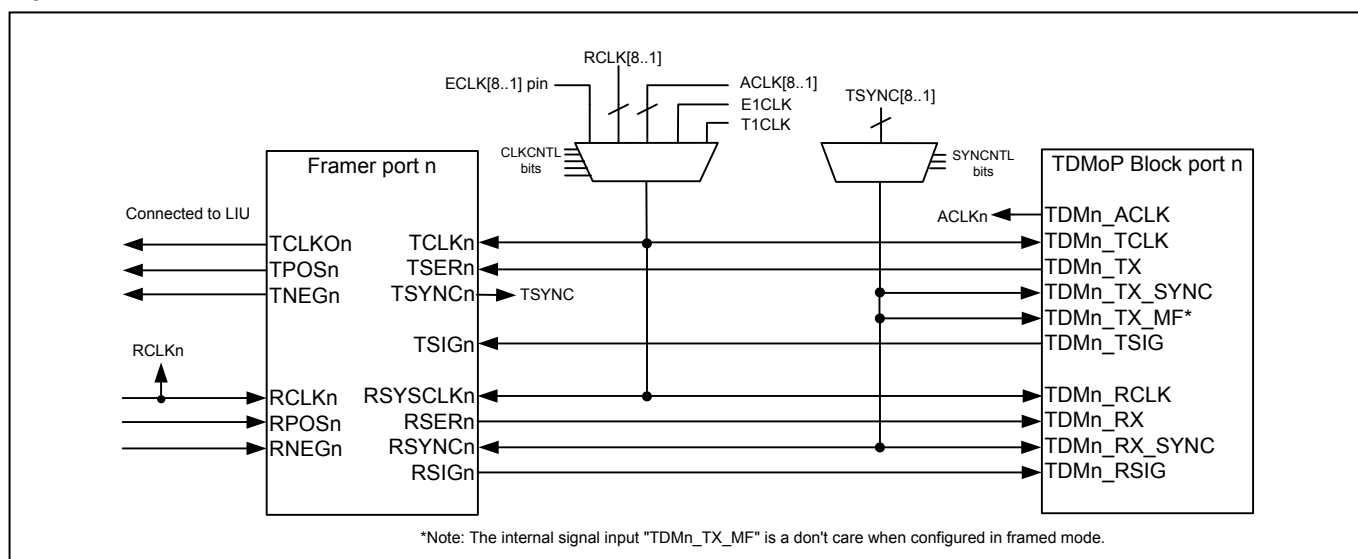 RCLK[8..1]
ECLK[8..1] pin
ACLK[8..1]
E1CLK
T1CLK
TSYNC[8..1]
CLKCNTL
bits
SYNCNTL
bits
Framer port n
TDMoP Block port n
Connected to LIU
ACLKn
TDMn_ACLK
TCLKOn
TCLKn
TDMn_TCLK
TPOSn
TSERn
TDMn_TX
TNEGn
TSYNCn
TSYNC
TDMn_TX_SYNC
TDMn_TX_MF*
TSIGn
TDMn_TSIG
RCLKn
RCLKn
RSYSCLKn
TDMn_RCLK
RPOSn
RSERn
TDMn_RX
RNEGn
RSYNCn
TDMn_RX_SYNC
RSIGn
TDMn_RSIG
*Note: The internal signal input "TDMn_TX_MF" is a don't care when configured in framed mode.